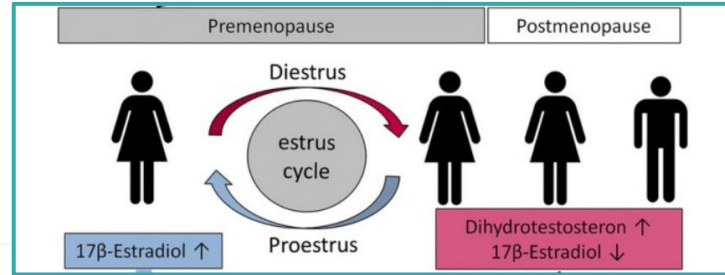 Premenopause
Postmenopause
Diestrus
estrus
cycle
Proestrus
17β-Estradiol ↑
Dihydrotestosteron ↑
17β-Estradiol ↓